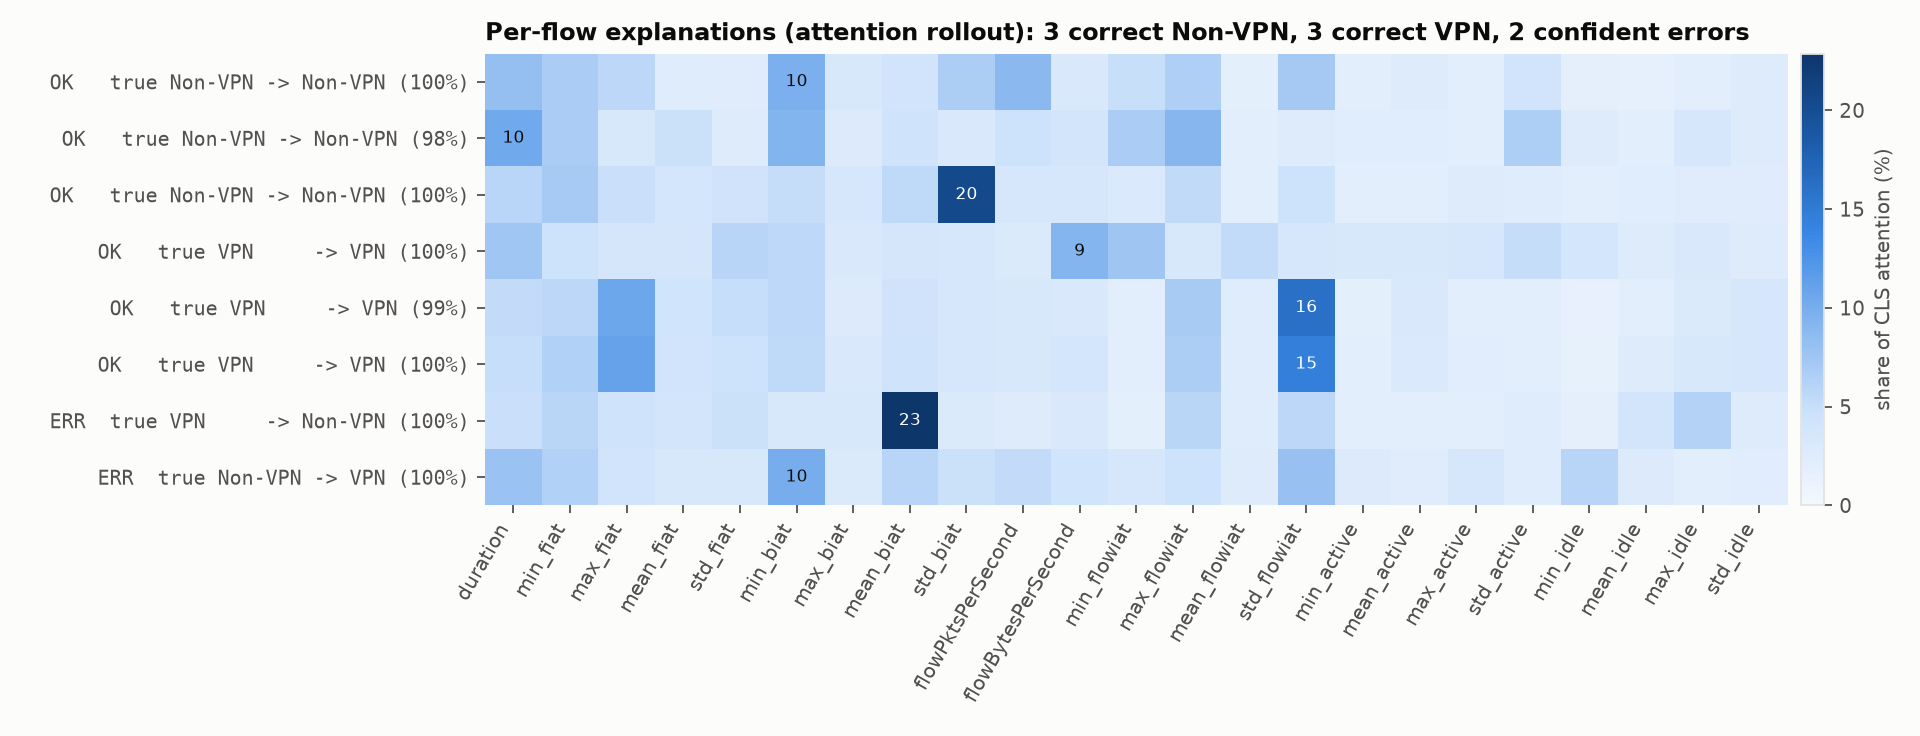 Per-flow explanations (attention rollout): 3 correct Non-VPN, 3 correct VPN, 2 confident errors
OK   true Non-VPN -> Non-VPN (100%)
10
OK   true Non-VPN -> Non-VPN (98%)
10
OK   true Non-VPN -> Non-VPN (100%)
20
OK   true VPN     -> VPN (100%)
9
OK   true VPN     -> VPN (99%)
16
OK   true VPN     -> VPN (100%)
15
ERR  true VPN     -> Non-VPN (100%)
23
ERR  true Non-VPN -> VPN (100%)
10
duration
min_fiat
max_fiat
mean_fiat
std_fiat
min_biat
max_biat
mean_biat
std_biat
flowPktsPerSecond
flowBytesPerSecond
min_flowiat
max_flowiat
mean_flowiat
std_flowiat
min_active
mean_active
max_active
std_active
min_idle
mean_idle
max_idle
std_idle
20
15
10
5
0
share of CLS attention (%)